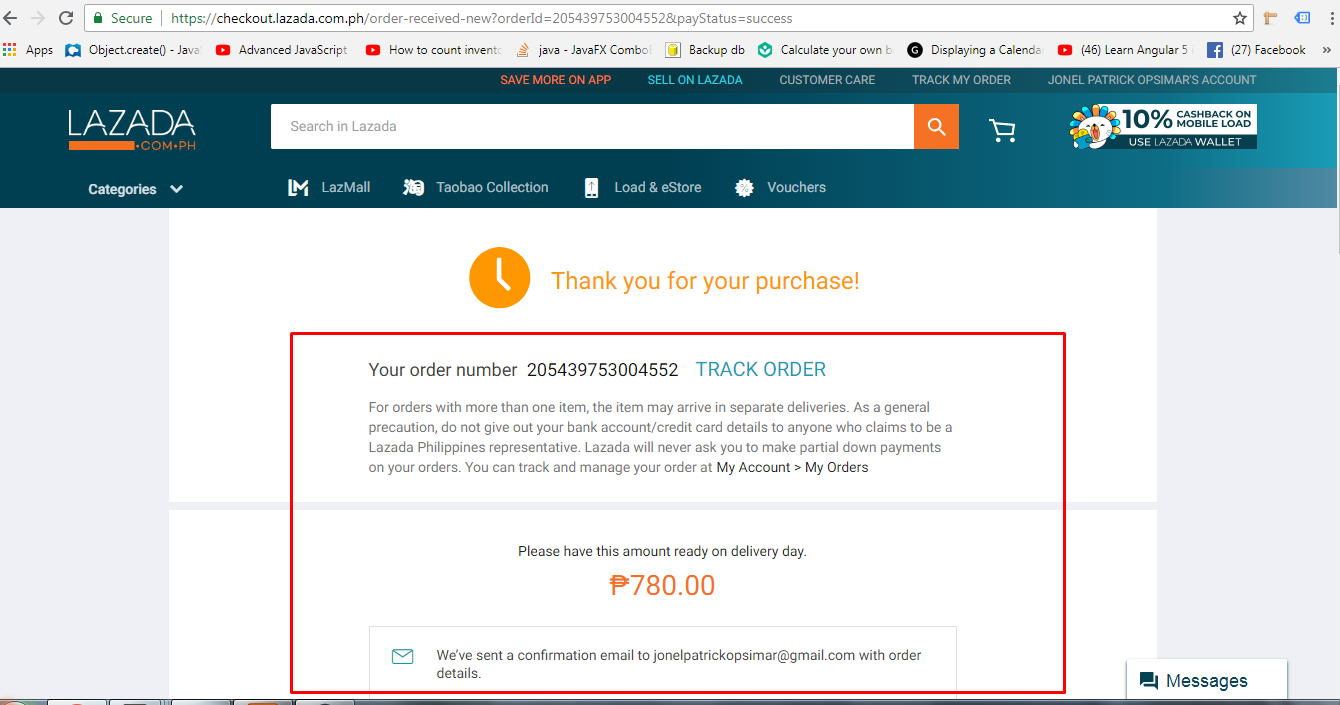 Secure https://checkout.lazada.com.ph/order-received-new?orderId=205439753004552&payStatus=success
Apps Object.create() - Java Advanced JavaScript How to count invento java - JavaFX Combo Backup db Calculate your own b Displaying a Calenda (46) Learn Angular 5 i (27) Facebook »
SAVE MORE ON APP SELL ON LAZADA CUSTOMER CARE TRACK MY ORDER JONEL PATRICK OPSIMAR'S ACCOUNT
LAZADA
.COM.PH
Search in Lazada
10% CASHBACK ON
MOBILE LOAD
USE LAZADA WALLET
Categories LazMall Taobao Collection Load & eStore Vouchers
Thank you for your purchase!
Your order number 205439753004552 TRACK ORDER
For orders with more than one item, the item may arrive in separate deliveries. As a general
precaution, do not give out your bank account/credit card details to anyone who claims to be a
Lazada Philippines representative. Lazada will never ask you to make partial down payments
on your orders. You can track and manage your order at My Account > My Orders
Please have this amount ready on delivery day.
₱780.00
We've sent a confirmation email to jonelpatrickopsimar@gmail.com with order
details.
Messages